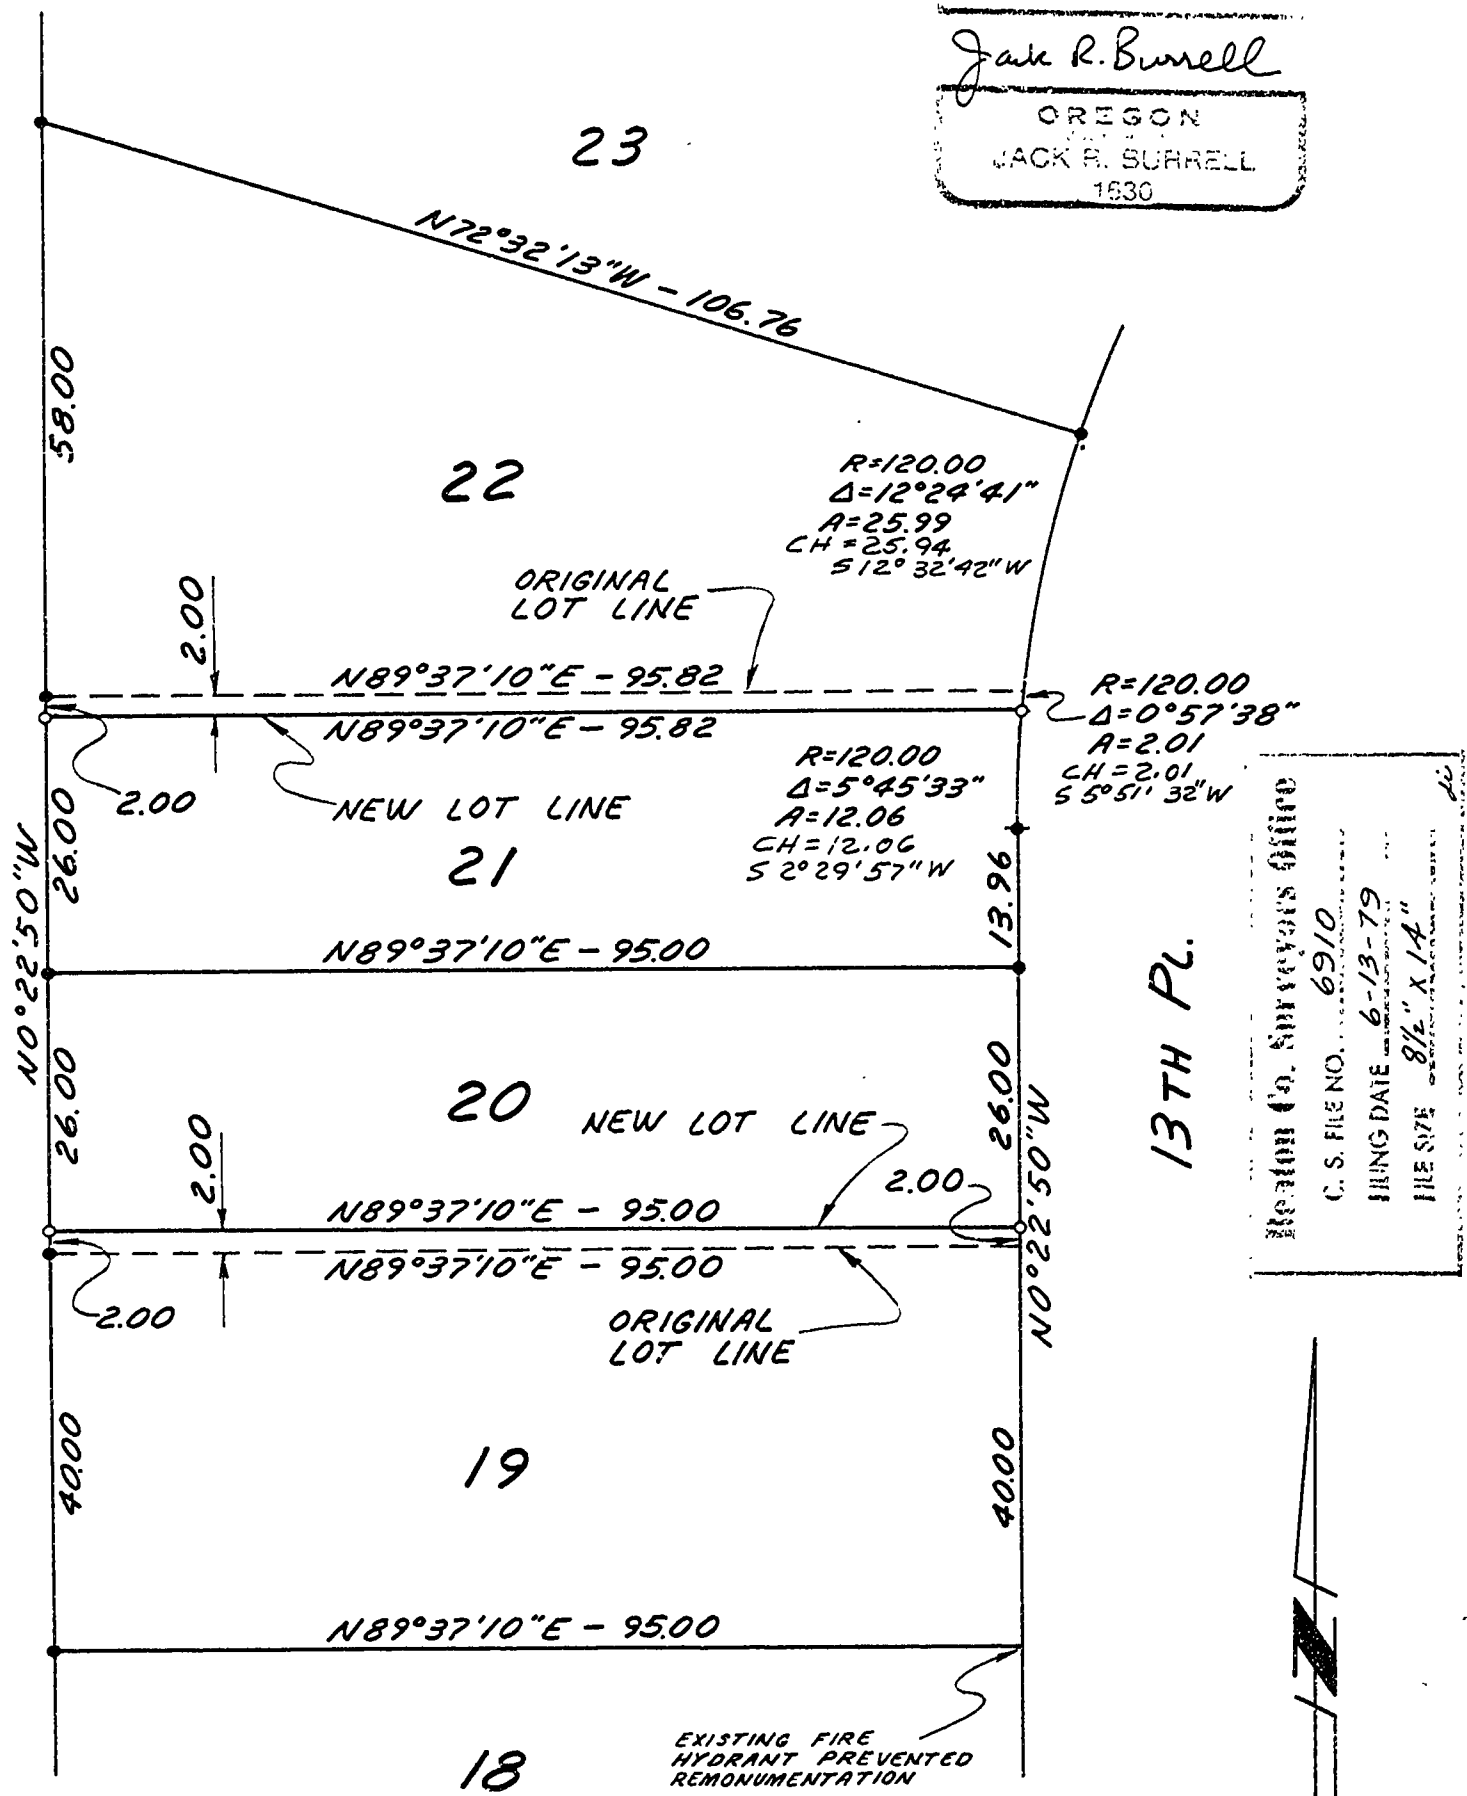 Jack R. Burrell
OREGON
JACK R. BURRELL
1630
23
N72°32'13"W - 106.76
58.00
22
R=120.00
Δ=12°24'41"
A=25.99
CH=25.94
S12°32'42"W
ORIGINAL
LOT LINE
2.00
N89°37'10"E - 95.82
N89°37'10"E - 95.82
R=120.00
Δ=0°57'38"
A=2.01
CH=2.01
S5°51'32"W
2.00
NEW LOT LINE
R=120.00
Δ=5°45'33"
A=12.06
CH=12.06
S2°29'57"W
26.00
21
13.96
N0°22'50"W
N89°37'10"E - 95.00
13TH PL.
Benton Co. Surveyor's Office
C. S. FILE NO. 6910
FILING DATE 6-13-79
FILE SIZE 8½" X 14"
26.00
20
26.00
NEW LOT LINE
2.00
2.00
N89°37'10"E - 95.00
N89°37'10"E - 95.00
N0°22'50"W
2.00
ORIGINAL
LOT LINE
40.00
19
40.00
N89°37'10"E - 95.00
N
18
EXISTING FIRE
HYDRANT PREVENTED
REMONUMENTATION